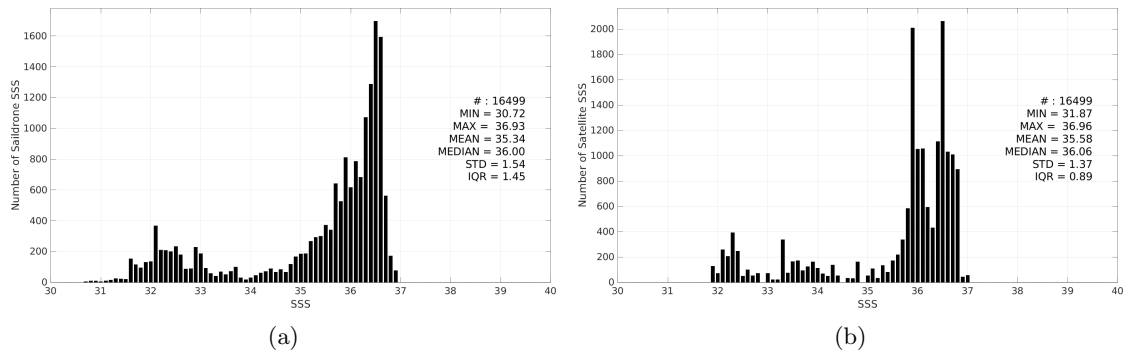 Number of Saildrone SSS
1600
1400
1200
1000
800
600
400
200
0
30 31 32 33 34 35 36 37 38 39 40
SSS
# : 16499
MIN = 30.72
MAX = 36.93
MEAN = 35.34
MEDIAN = 36.00
STD = 1.54
IQR = 1.45
(a)
Number of Satellite SSS
2000
1800
1600
1400
1200
1000
800
600
400
200
0
30 31 32 33 34 35 36 37 38 39 40
SSS
# : 16499
MIN = 31.87
MAX = 36.96
MEAN = 35.58
MEDIAN = 36.06
STD = 1.37
IQR = 0.89
(b)